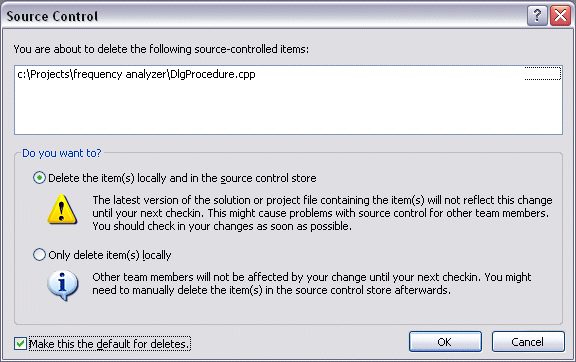 Source Control
You are about to delete the following source-controlled items:
c:\Projects\frequency analyzer\DlgProcedure.cpp
Do you want to?
Delete the item(s) locally and in the source control store
The latest version of the solution or project file containing the item(s) will not reflect this change
until your next checkin. This might cause problems with source control for other team members.
You should check in your changes as soon as possible.
Only delete item(s) locally
Other team members will not be affected by your change until your next checkin. You might
need to manually delete the item(s) in the source control store afterwards.
Make this the default for deletes.
OK
Cancel